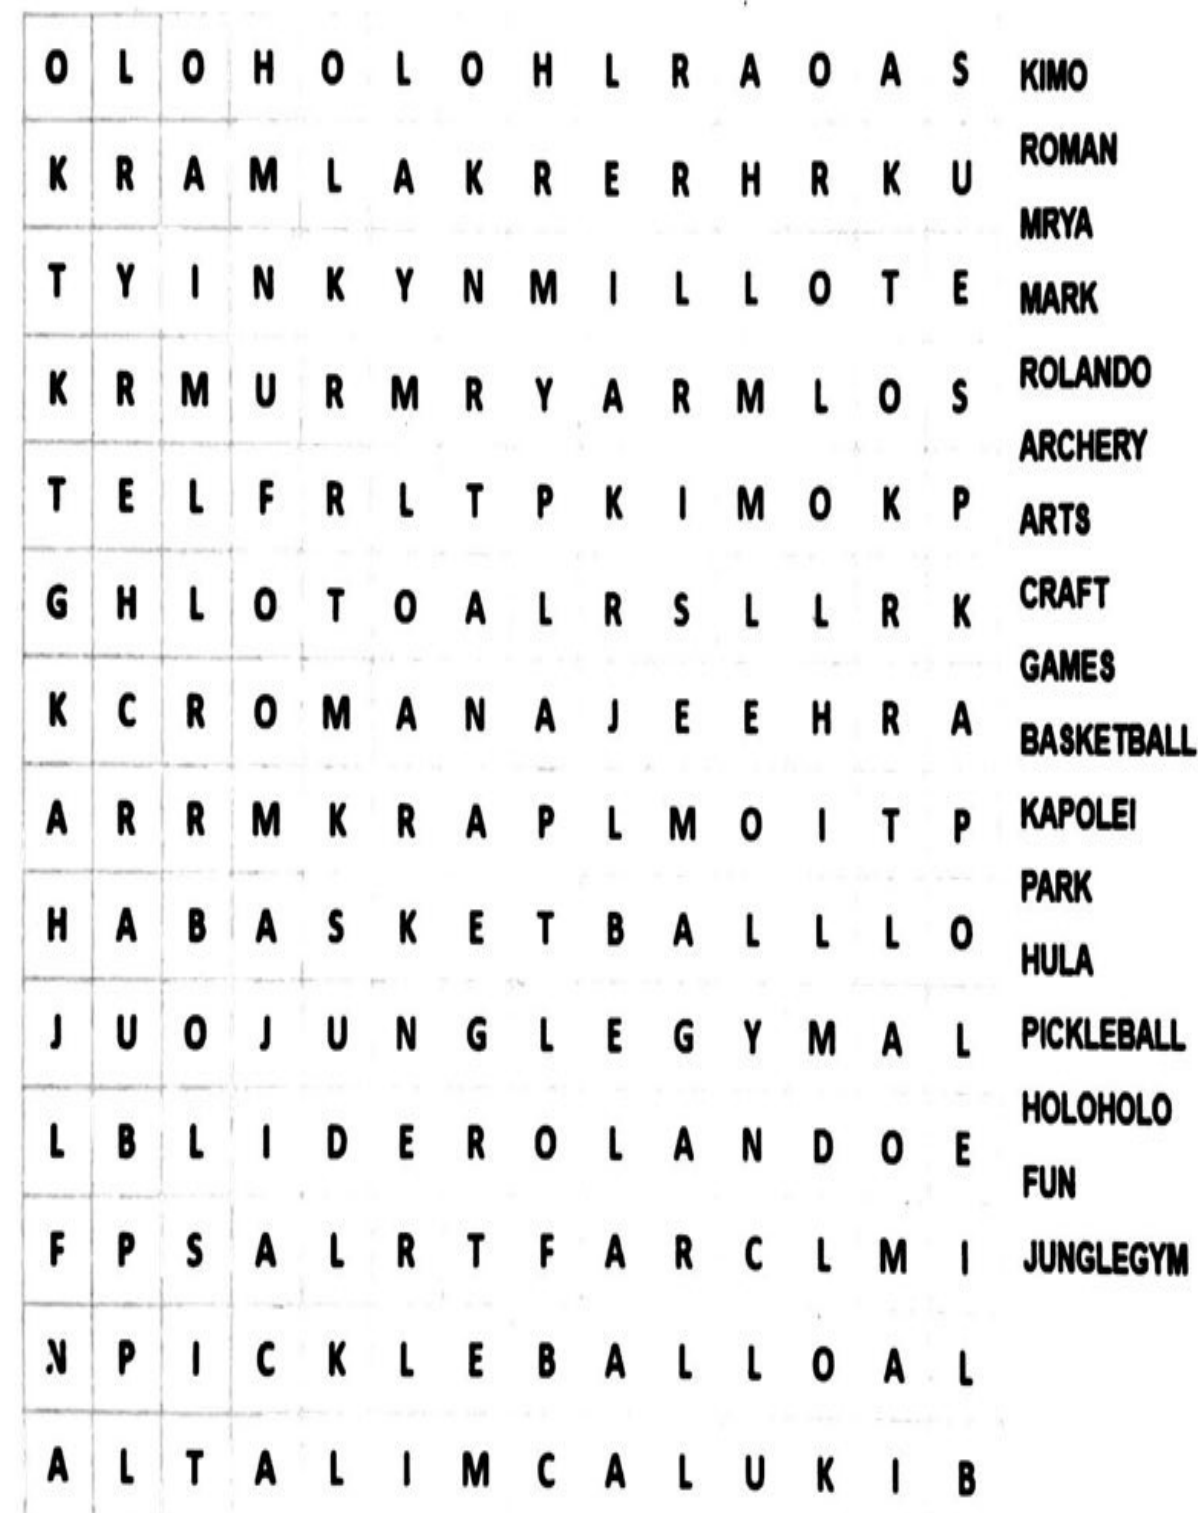 O L O H O L O H L R A O A S
K R A M L A K R E R H R K U
T Y I N K Y N M I L L O T E
K R M U R M R Y A R M L O S
T E L F R L T P K I M O K P
G H L O T O A L R S L L R K
K C R O M A N A J E E H R A
A R R M K R A P L M O I T P
H A B A S K E T B A L L L O
J U O J U N G L E G Y M A L
L B L I D E R O L A N D O E
F P S A L R T F A R C L M I
N P I C K L E B A L L O A L
A L T A L I M C A L U K I B
KIMO
ROMAN
MRYA
MARK
ROLANDO
ARCHERY
ARTS
CRAFT
GAMES
BASKETBALL
KAPOLEI
PARK
HULA
PICKLEBALL
HOLOHOLO
FUN
JUNGLEGYM